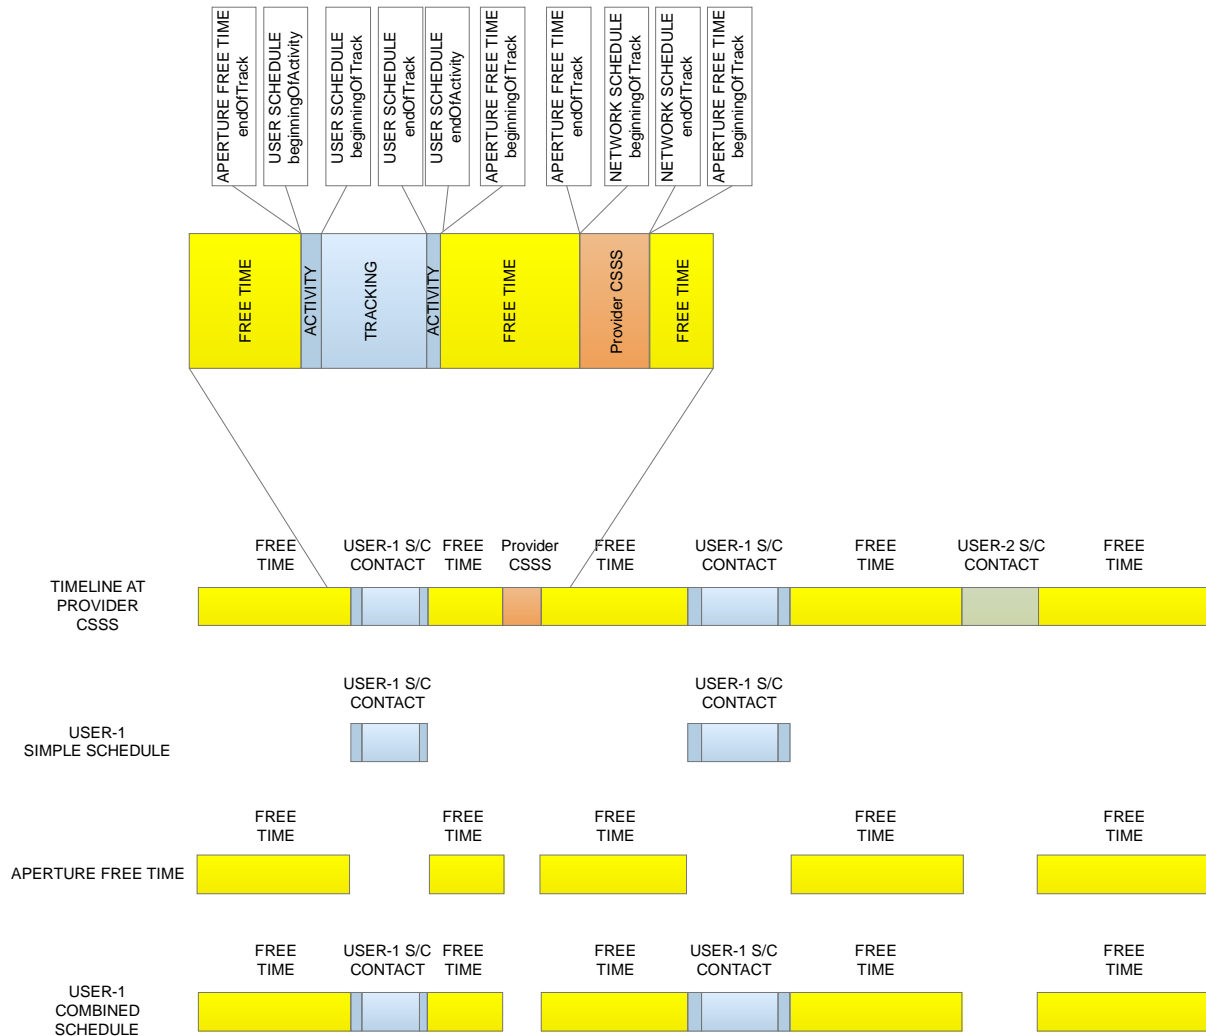 APERTURE FREE TIME
endOfTrack
USER SCHEDULE
beginningOfActivity
USER SCHEDULE
beginningOfTrack
USER SCHEDULE
endOfTrack
USER SCHEDULE
endOfActivity
APERTURE FREE TIME
beginningOfTrack
APERTURE FREE TIME
endOfTrack
NETWORK SCHEDULE
beginningOfTrack
NETWORK SCHEDULE
endOfTrack
APERTURE FREE TIME
beginningOfTrack
FREE TIME
ACTIVITY
TRACKING
ACTIVITY
FREE TIME
Provider CSSS
FREE TIME
TIMELINE AT
PROVIDER
CSSS
FREE
TIME
USER-1 S/C
CONTACT
FREE
TIME
Provider
CSSS
FREE
TIME
USER-1 S/C
CONTACT
FREE
TIME
USER-2 S/C
CONTACT
FREE
TIME
USER-1
SIMPLE SCHEDULE
USER-1 S/C
CONTACT
USER-1 S/C
CONTACT
APERTURE FREE TIME
FREE
TIME
FREE
TIME
FREE
TIME
FREE
TIME
FREE
TIME
USER-1
COMBINED
SCHEDULE
FREE
TIME
USER-1 S/C
CONTACT
FREE
TIME
FREE
TIME
USER-1 S/C
CONTACT
FREE
TIME
FREE
TIME